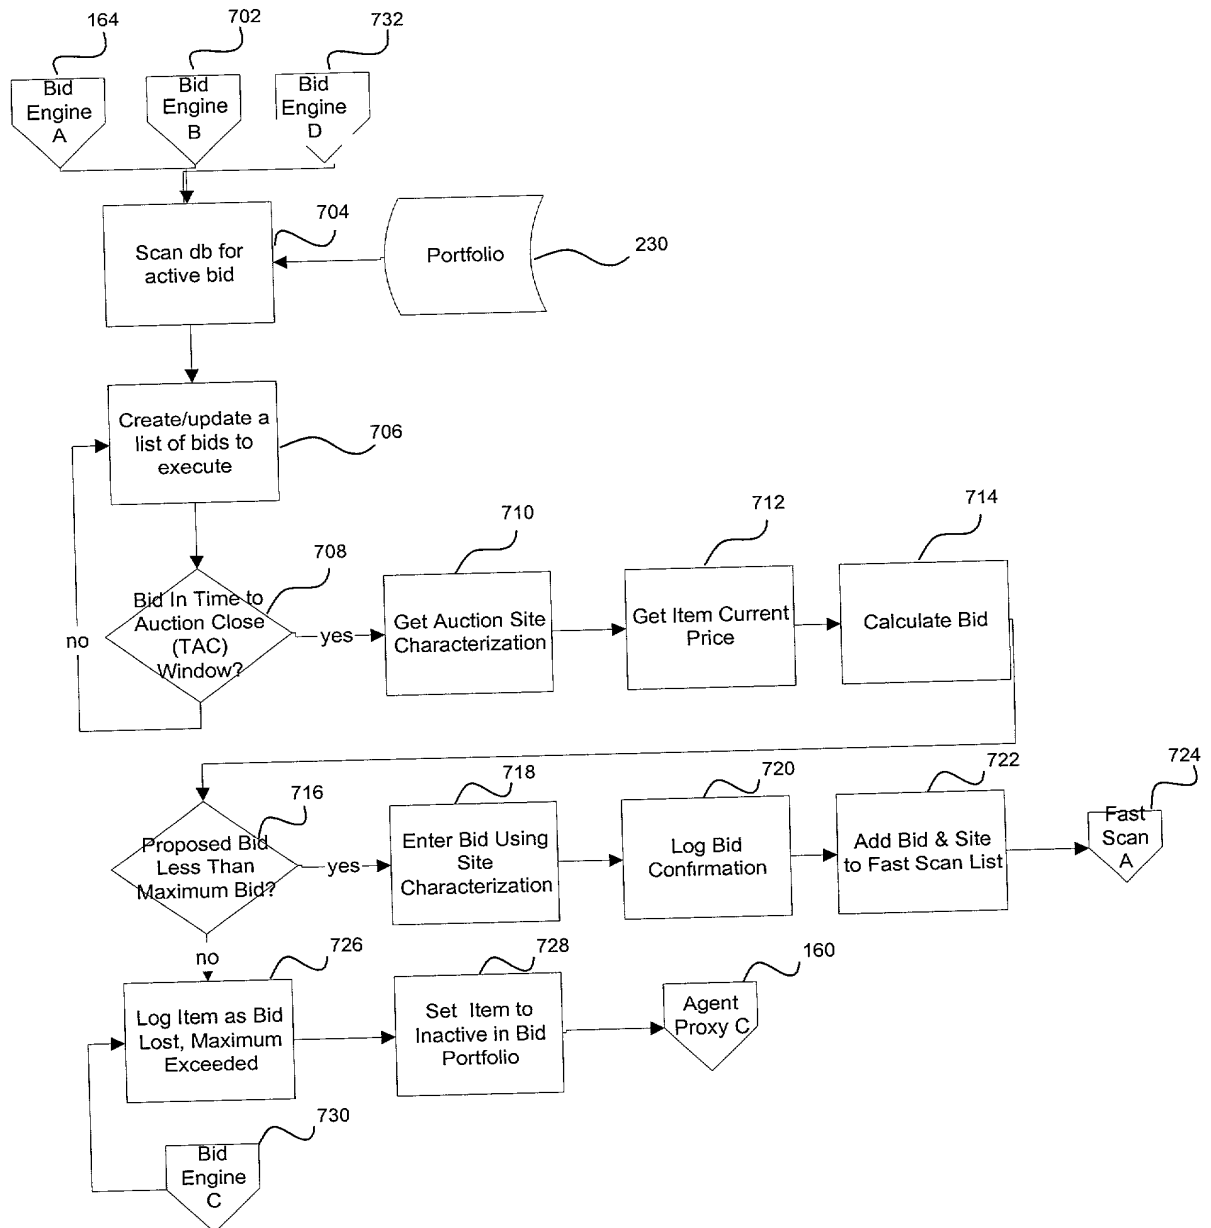 164
702
732
Bid
Engine
A
Bid
Engine
B
Bid
Engine
D
704
Scan db for
active bid
Portfolio
230
Create/update a
list of bids to
execute
706
708
Bid In Time to
Auction Close
(TAC)
Window?
no
yes
710
Get Auction Site
Characterization
712
Get Item Current
Price
714
Calculate Bid
716
Proposed Bid
Less Than
Maximum Bid?
yes
no
718
Enter Bid Using
Site
Characterization
720
Log Bid
Confirmation
722
Add Bid & Site
to Fast Scan List
724
Fast
Scan
A
726
Log Item as Bid
Lost, Maximum
Exceeded
728
Set Item to
Inactive in Bid
Portfolio
160
Agent
Proxy C
730
Bid
Engine
C